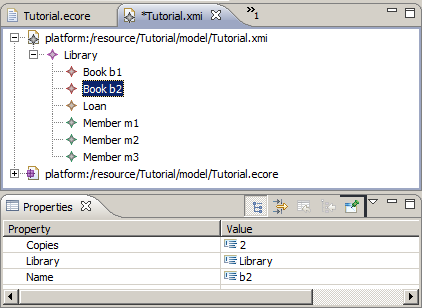 Tutorial.ecore *Tutorial.xmi »1
platform:/resource/Tutorial/model/Tutorial.xmi
Library
Book b1
Book b2
Loan
Member m1
Member m2
Member m3
platform:/resource/Tutorial/model/Tutorial.ecore
Properties
Property Value
Copies 2
Library Library
Name b2